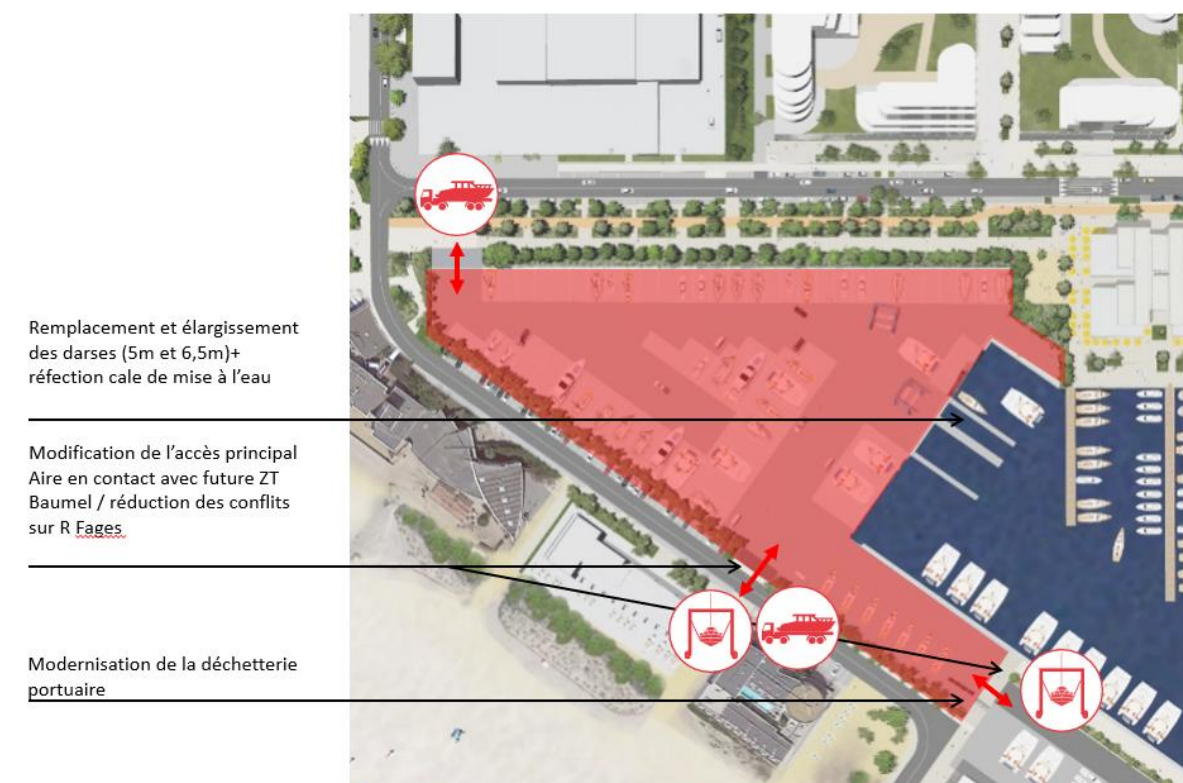 Remplacement et élargissement
des darses (5m et 6,5m)+
réfection cale de mise à l’eau
Modification de l’accès principal
Aire en contact avec future ZT
Baumel / réduction des conflits
sur R Fages
Modernisation de la déchetterie
portuaire